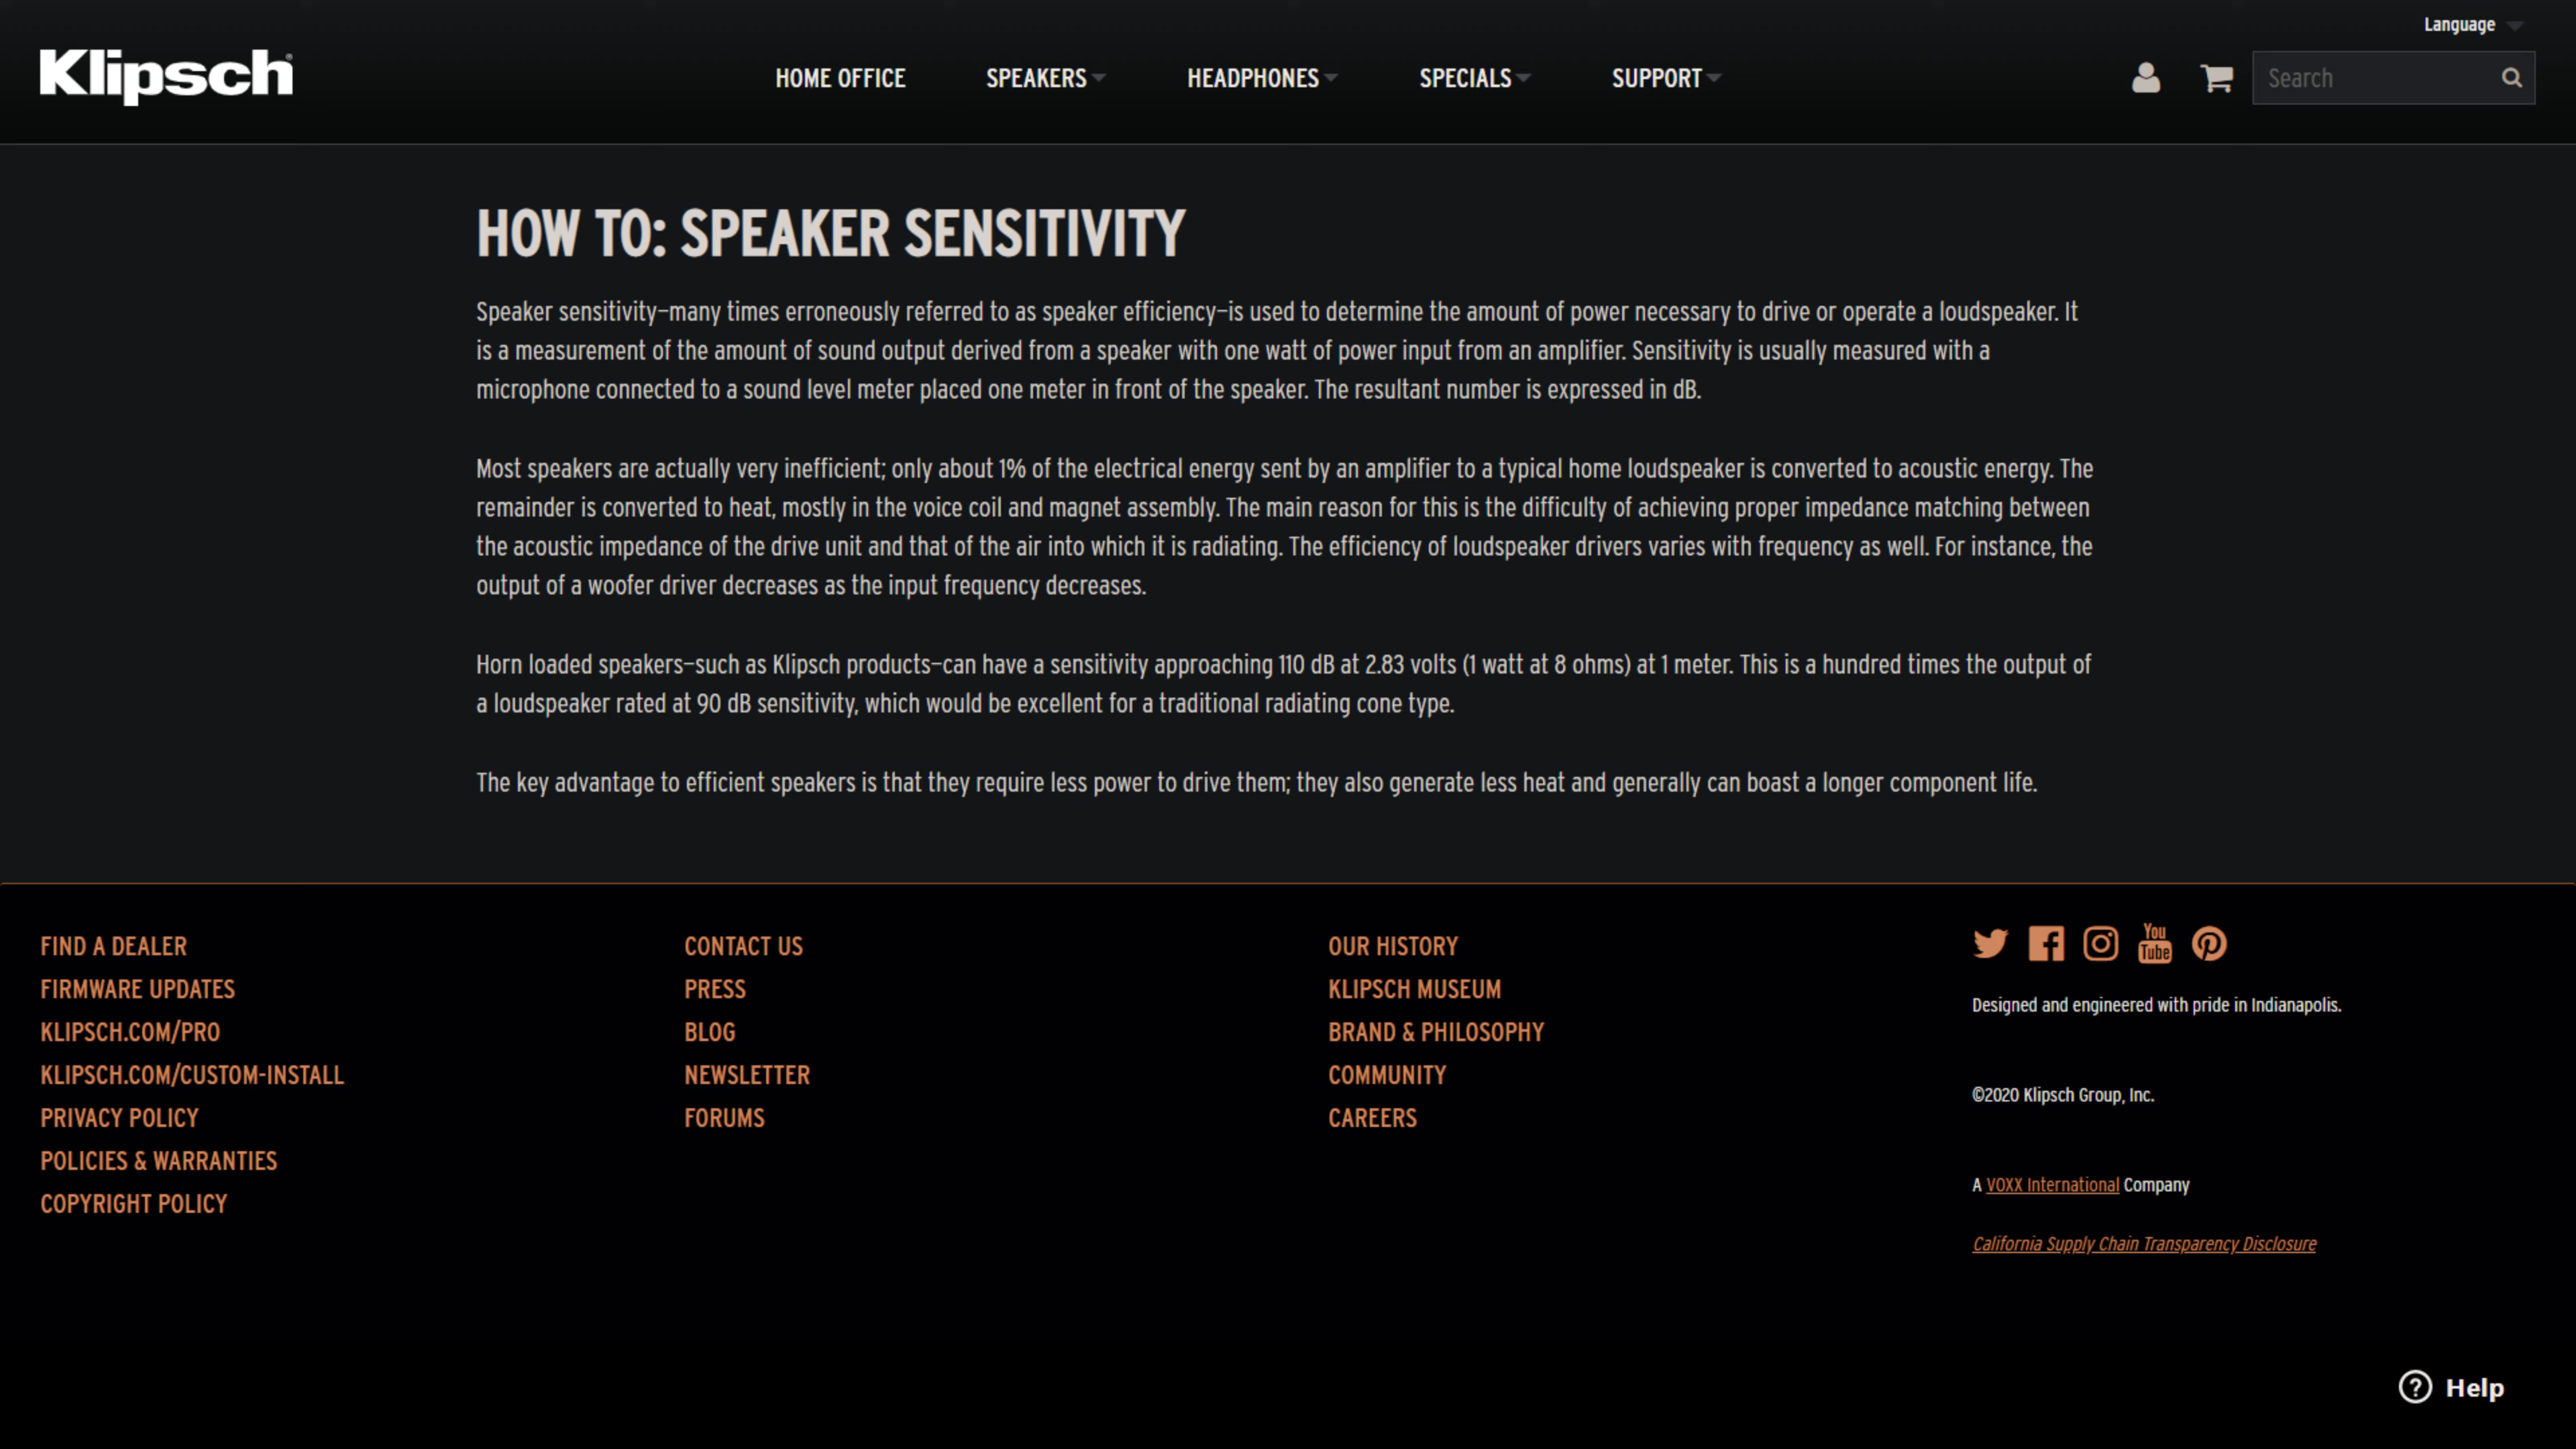 Language
Klipsch
HOME OFFICE
SPEAKERS
HEADPHONES
SPECIALS
SUPPORT
Search
HOW TO: SPEAKER SENSITIVITY
Speaker sensitivity–many times erroneously referred to as speaker efficiency–is used to determine the amount of power necessary to drive or operate a loudspeaker. It
is a measurement of the amount of sound output derived from a speaker with one watt of power input from an amplifier. Sensitivity is usually measured with a
microphone connected to a sound level meter placed one meter in front of the speaker. The resultant number is expressed in dB.
Most speakers are actually very inefficient; only about 1% of the electrical energy sent by an amplifier to a typical home loudspeaker is converted to acoustic energy. The
remainder is converted to heat, mostly in the voice coil and magnet assembly. The main reason for this is the difficulty of achieving proper impedance matching between
the acoustic impedance of the drive unit and that of the air into which it is radiating. The efficiency of loudspeaker drivers varies with frequency as well. For instance, the
output of a woofer driver decreases as the input frequency decreases.
Horn loaded speakers–such as Klipsch products–can have a sensitivity approaching 110 dB at 2.83 volts (1 watt at 8 ohms) at 1 meter. This is a hundred times the output of
a loudspeaker rated at 90 dB sensitivity, which would be excellent for a traditional radiating cone type.
The key advantage to efficient speakers is that they require less power to drive them; they also generate less heat and generally can boast a longer component life.
FIND A DEALER
FIRMWARE UPDATES
KLIPSCH.COM/PRO
KLIPSCH.COM/CUSTOM-INSTALL
PRIVACY POLICY
POLICIES & WARRANTIES
COPYRIGHT POLICY
CONTACT US
PRESS
BLOG
NEWSLETTER
FORUMS
OUR HISTORY
KLIPSCH MUSEUM
BRAND & PHILOSOPHY
COMMUNITY
CAREERS
You
Tube
Designed and engineered with pride in Indianapolis.
©2020 Klipsch Group, Inc.
A VOXX International Company
California Supply Chain Transparency Disclosure
Help